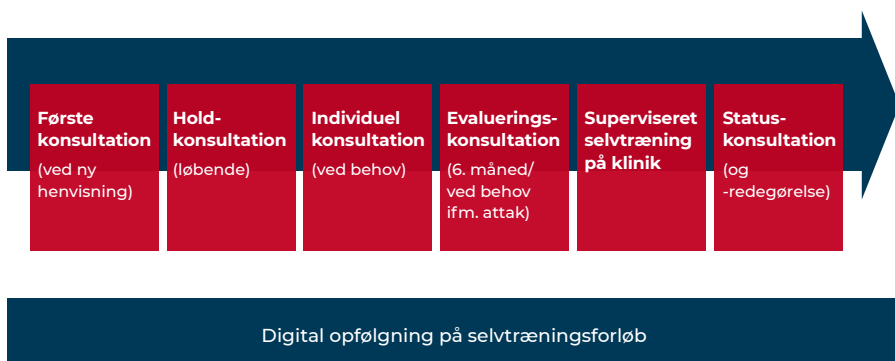 Første
konsultation
(ved ny
henvisning)
Hold-
konsultation
(løbende)
Individuel
konsultation
(ved behov)
Evaluerings-
konsultation
(6. måned/
ved behov
ifm. attak)
Superviseret
selvtræning
på klinik
Status-
konsultation
(og
-redegørelse)
Digital opfølgning på selvtræningsforløb